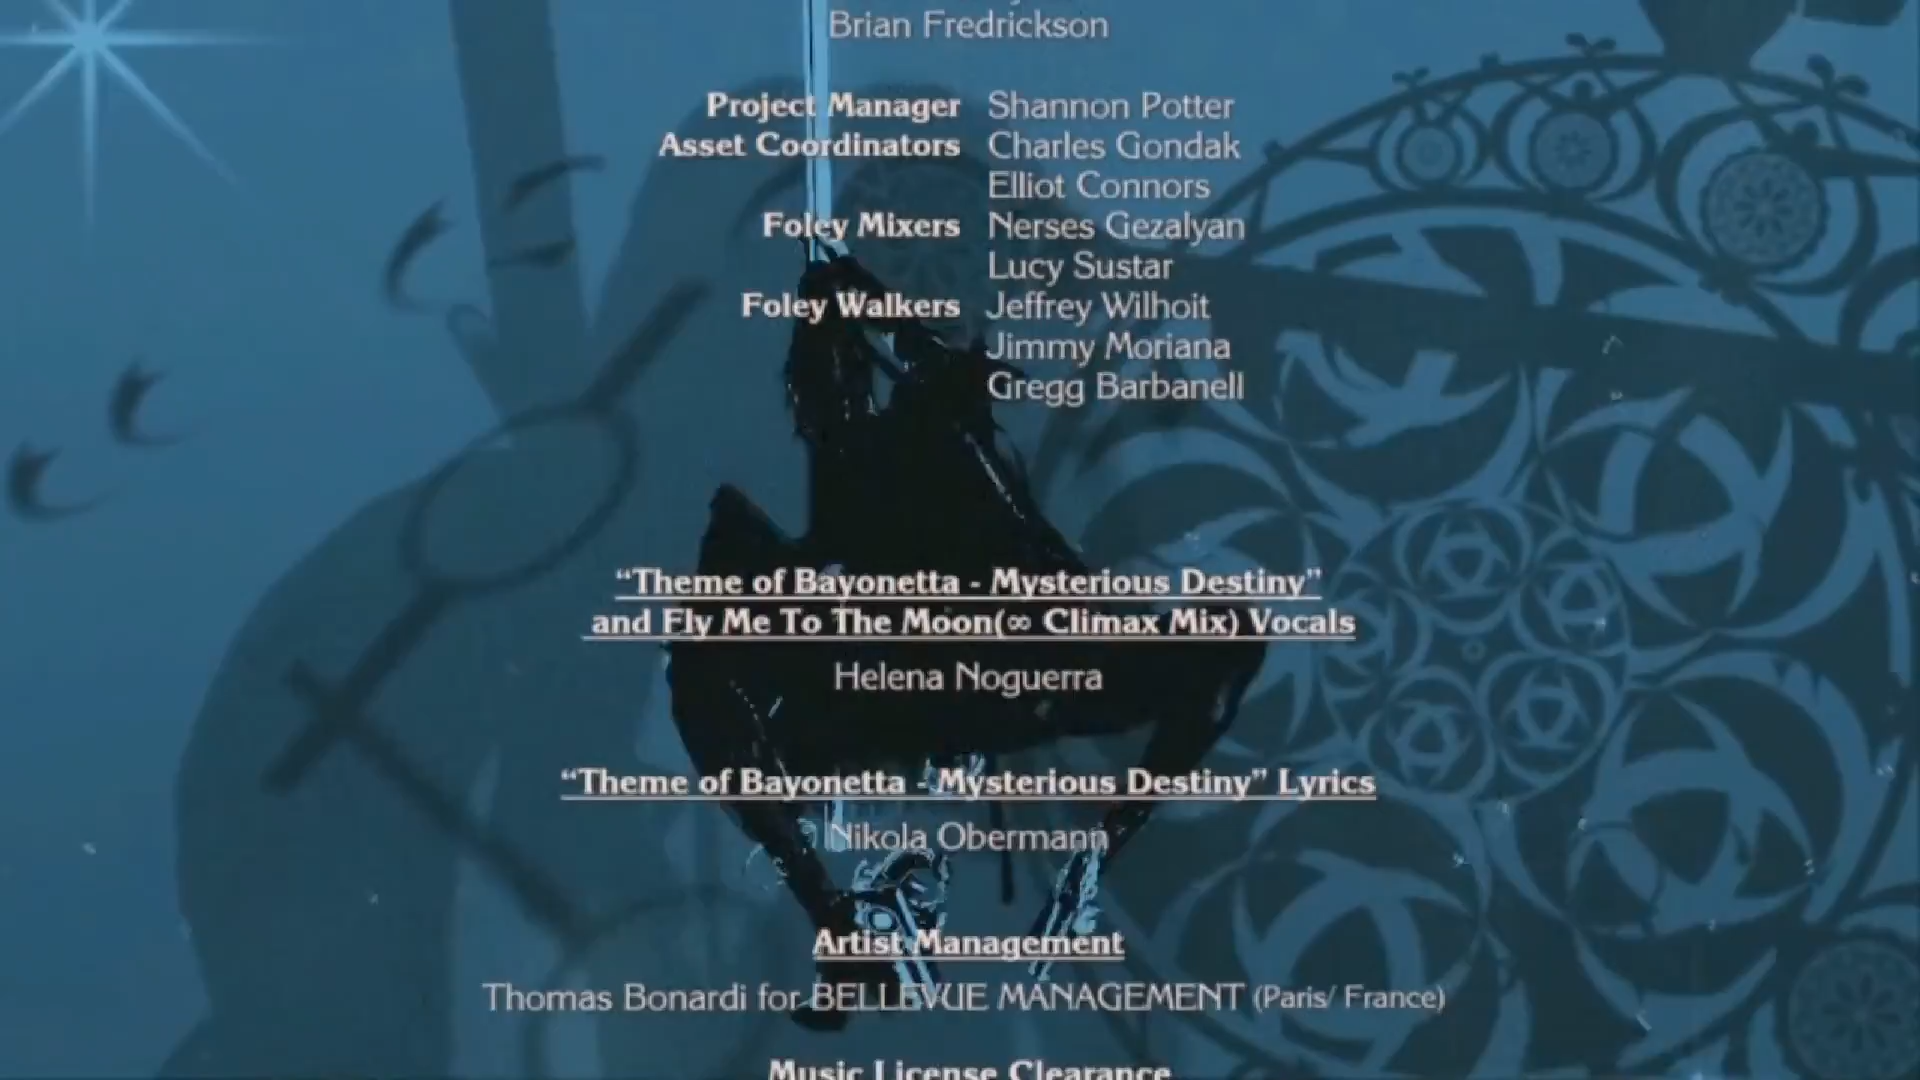 Brian Fredrickson
Project Manager Shannon Potter
Asset Coordinators Charles Gondak
Elliot Connors
Foley Mixers Nerses Gezalyan
Lucy Sustar
Foley Walkers Jeffrey Wilhoit
Jimmy Moriana
Gregg Barbanell
“Theme of Bayonetta - Mysterious Destiny”
and Fly Me To The Moon(∞ Climax Mix) Vocals
Helena Noguerra
“Theme of Bayonetta - Mysterious Destiny” Lyrics
Nikola Obermann
Artist Management
Thomas Bonardi for BELLEVUE MANAGEMENT (Paris/ France)
Music License Clearance